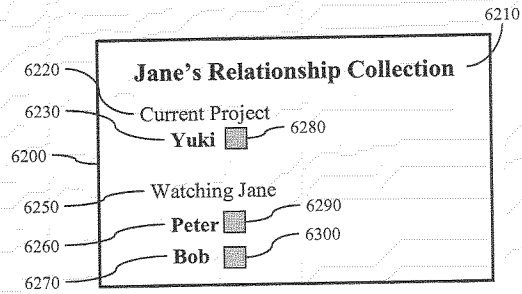 6210
Jane's Relationship Collection
6220
Current Project
6230
Yuki
6280
6200
6250
Watching Jane
6260
Peter
6290
6270
Bob
6300